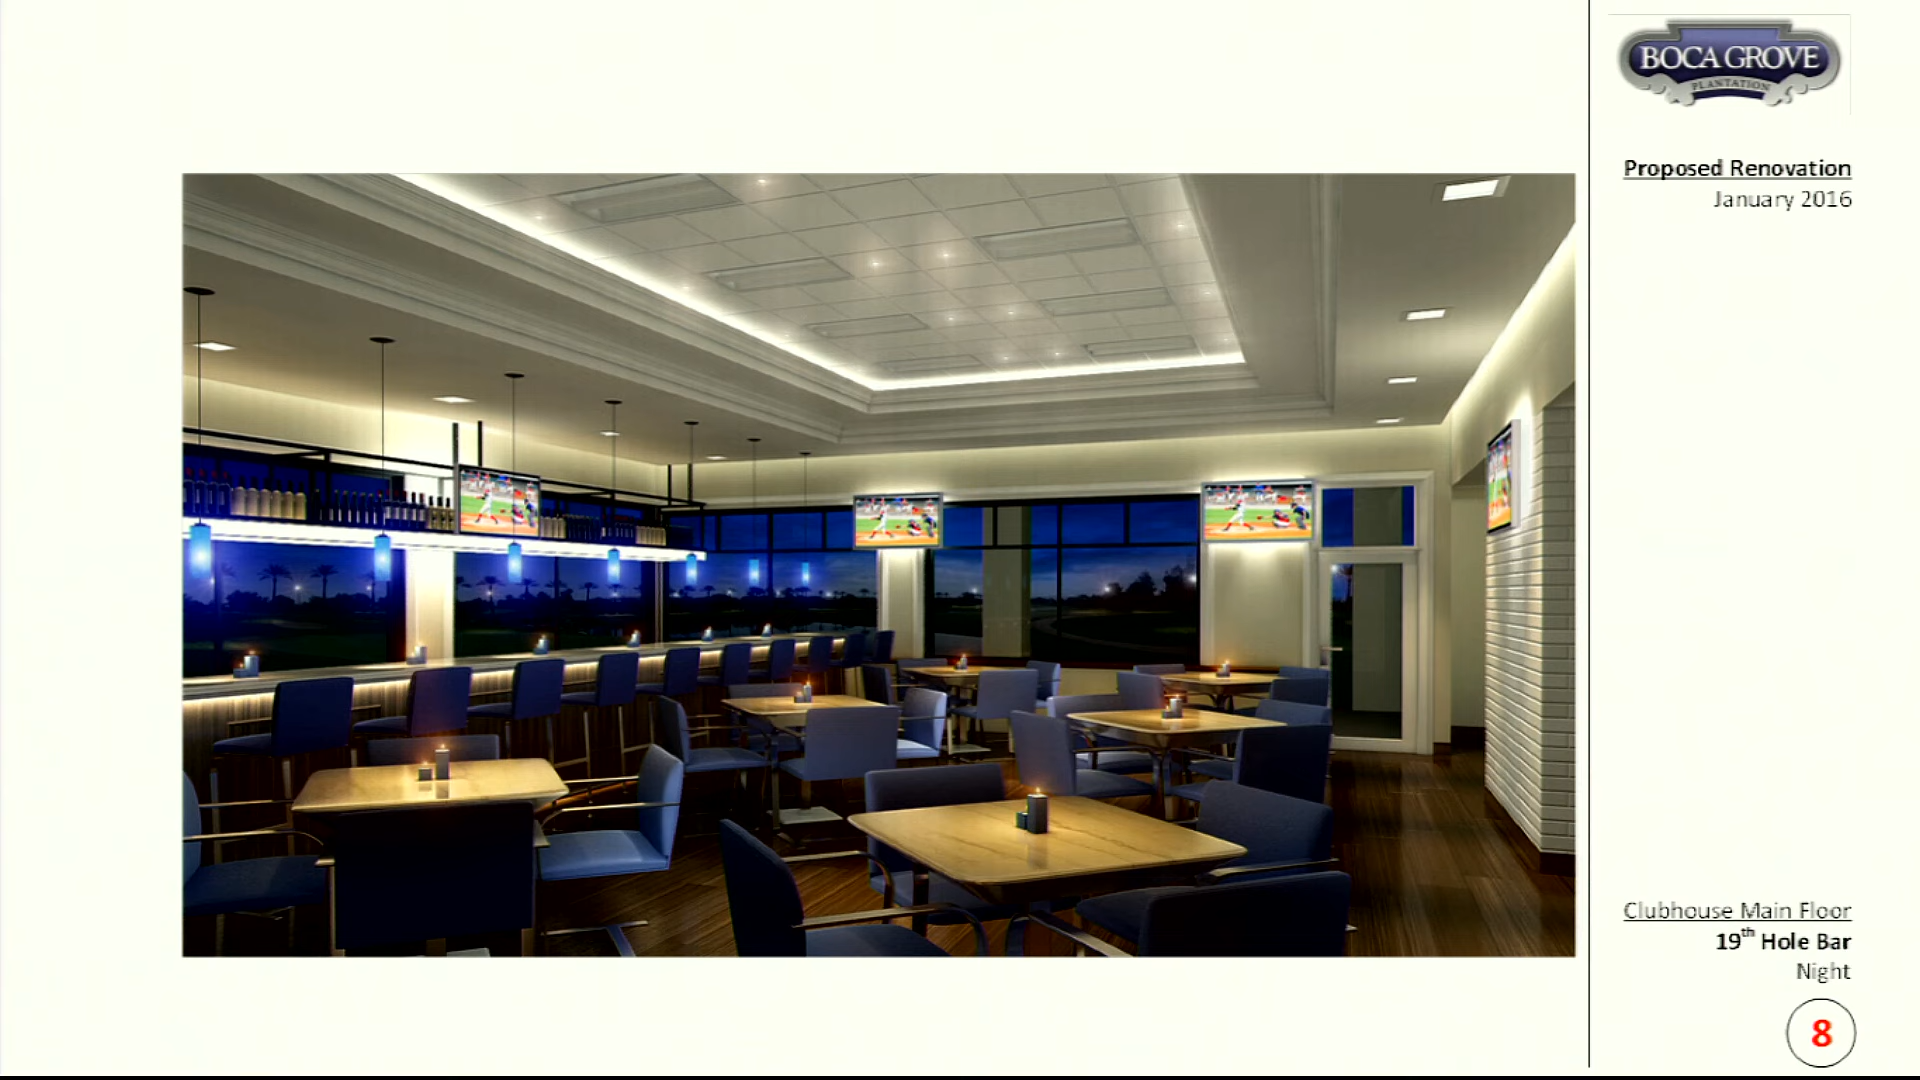 BOCA GROVE
PLANTATION
Proposed Renovation
January 2016
Clubhouse Main Floor
19th Hole Bar
Night
8